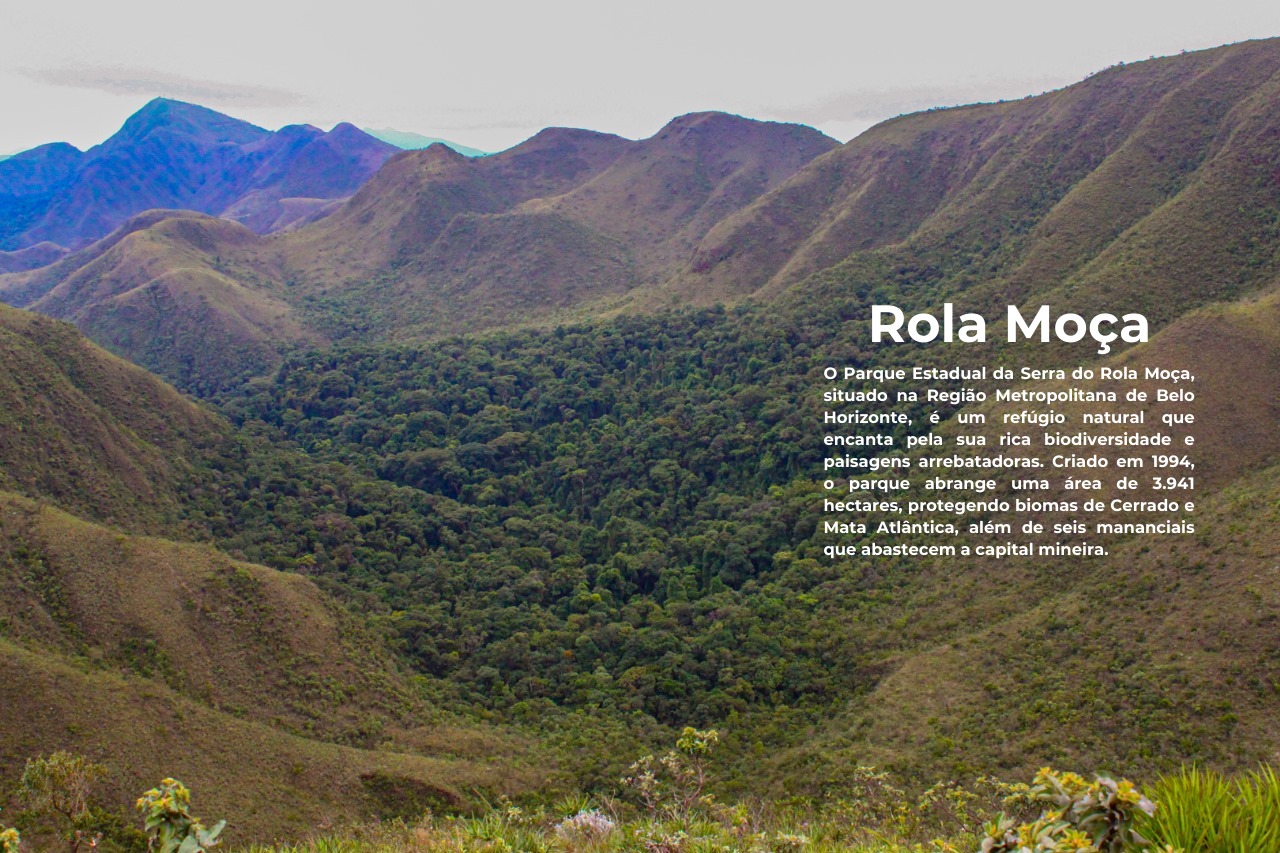 Rola Moça
O Parque Estadual da Serra do Rola Moça,
situado na Região Metropolitana de Belo
Horizonte, é um refúgio natural que
encanta pela sua rica biodiversidade e
paisagens arrebatadoras. Criado em 1994,
o parque abrange uma área de 3.941
hectares, protegendo biomas de Cerrado e
Mata Atlântica, além de seis mananciais
que abastecem a capital mineira.